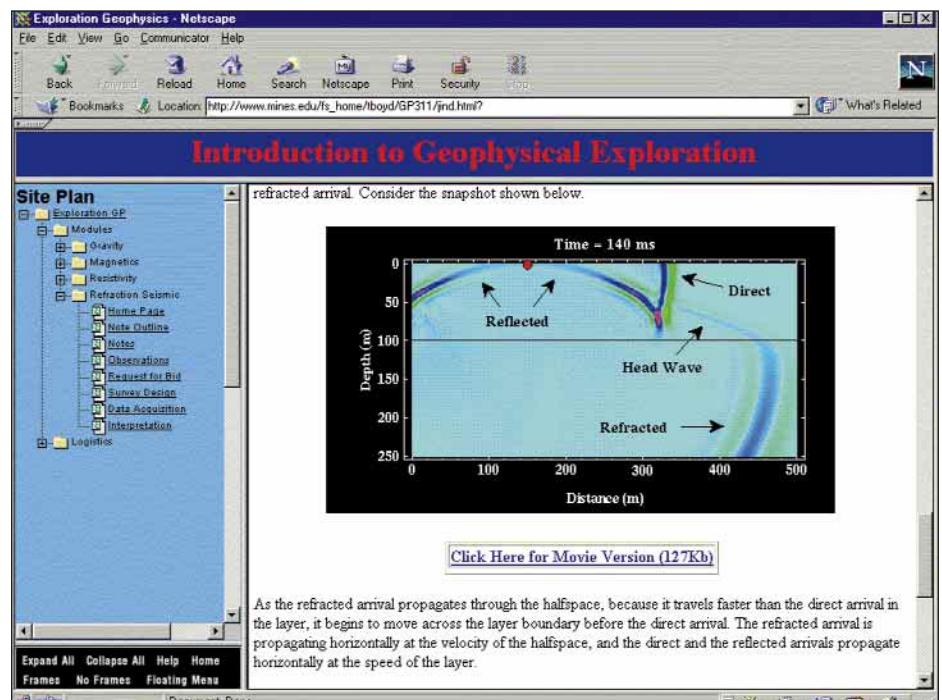 Exploration Geophysics - Netscape
File Edit View Go Communicator Help
Back Forward Reload Home Search Netscape Print Security Stop
Bookmarks Location: http://www.mines.edu/fs_home/tboyd/GP311/jind.html? What's Related
Introduction to Geophysical Exploration
Site Plan
Exploration GP
Modules
Gravity
Magnetics
Resistivity
Refraction Seismic
Home Page
Note Outline
Notes
Observations
Request for Bid
Survey Design
Data Acquisition
Interpretation
Logistics
Expand All Collapse All Help Home
Frames No Frames Floating Menu
refracted arrival. Consider the snapshot shown below.
Time = 140 ms
Direct
Reflected
Head Wave
Refracted
Depth (m)
0
50
100
150
200
250
0 100 200 300 400 500
Distance (m)
Click Here for Movie Version (127Kb)
As the refracted arrival propagates through the halfspace, because it travels faster than the direct arrival in
the layer, it begins to move across the layer boundary before the direct arrival. The refracted arrival is
propagating horizontally at the velocity of the halfspace, and the direct and the reflected arrivals propagate
horizontally at the speed of the layer.